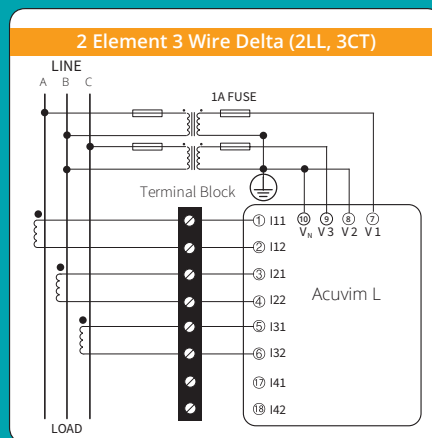 2 Element 3 Wire Delta (2LL, 3CT)
LINE
A B C
1A FUSE
Terminal Block
10 9 8 7
VN V3 V2 V1
1 I11
2 I12
3 I21
4 I22
Acuvim L
5 I31
6 I32
17 I41
18 I42
LOAD